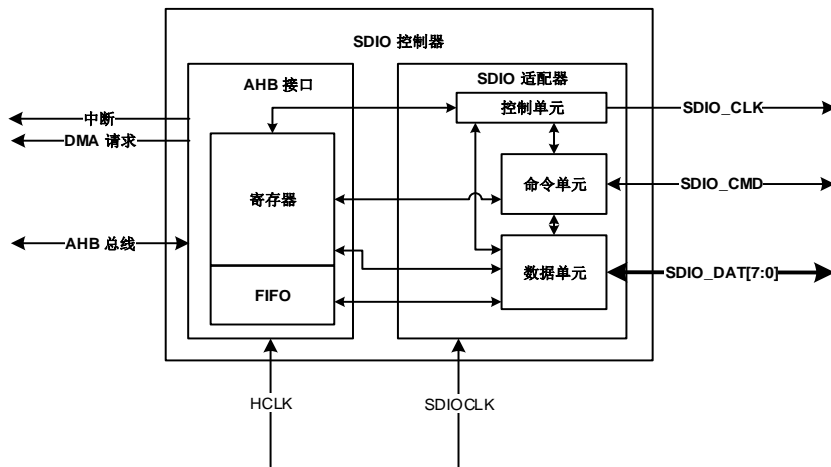 SDIO 控制器
AHB 接口
SDIO 适配器
控制单元
SDIO_CLK
中断
DMA 请求
命令单元
SDIO_CMD
寄存器
AHB 总线
数据单元
SDIO_DAT[7:0]
FIFO
HCLK
SDIOCLK